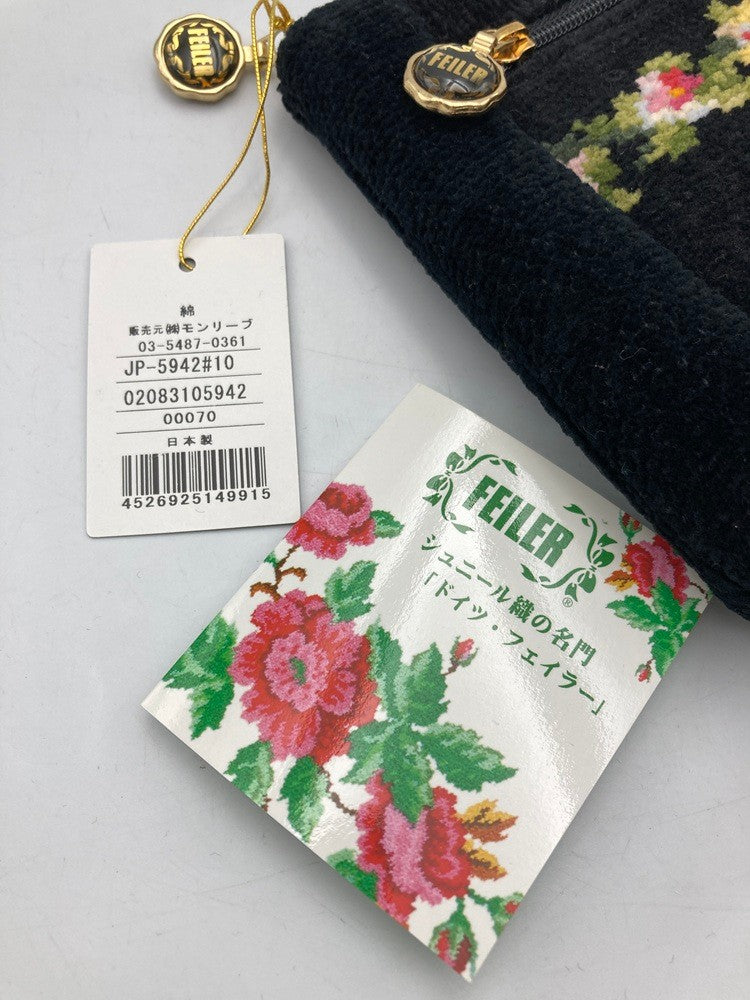 FEILER
FEILER
綿
販売元㈱モンリーブ
03-5487-0361
JP-5942#10
02083105942
00070
日本製
4526925149915
FEILER®
シュニール織の名門
「ドイツ・フェイラー」